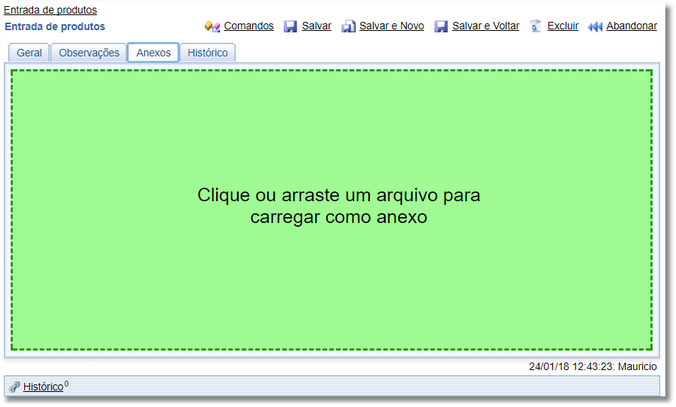 Entrada de produtos
Entrada de produtos Comandos Salvar Salvar e Novo Salvar e Voltar Excluir Abandonar
Geral Observações Anexos Histórico
Clique ou arraste um arquivo para
carregar como anexo
24/01/18 12:43:23: Mauricio
Histórico 0